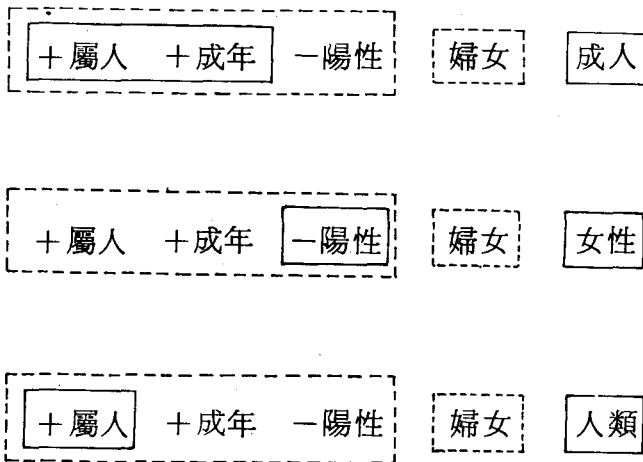 ＋屬人 ＋成年 －陽性 婦女 成人
＋屬人 ＋成年 －陽性 婦女 女性
＋屬人 ＋成年 －陽性 婦女 人類